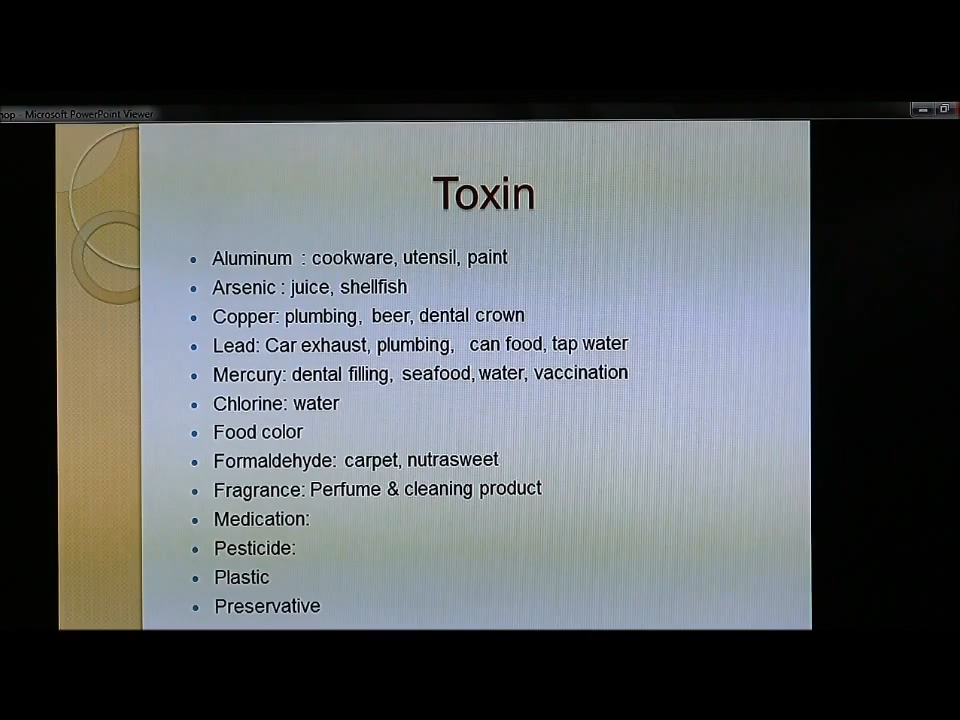 hop - Microsoft PowerPoint Viewer
Toxin
Aluminum : cookware, utensil, paint
Arsenic : juice, shellfish
Copper: plumbing, beer, dental crown
Lead: Car exhaust, plumbing, can food, tap water
Mercury: dental filling, seafood, water, vaccination
Chlorine: water
Food color
Formaldehyde: carpet, nutrasweet
Fragrance: Perfume & cleaning product
Medication:
Pesticide:
Plastic
Preservative